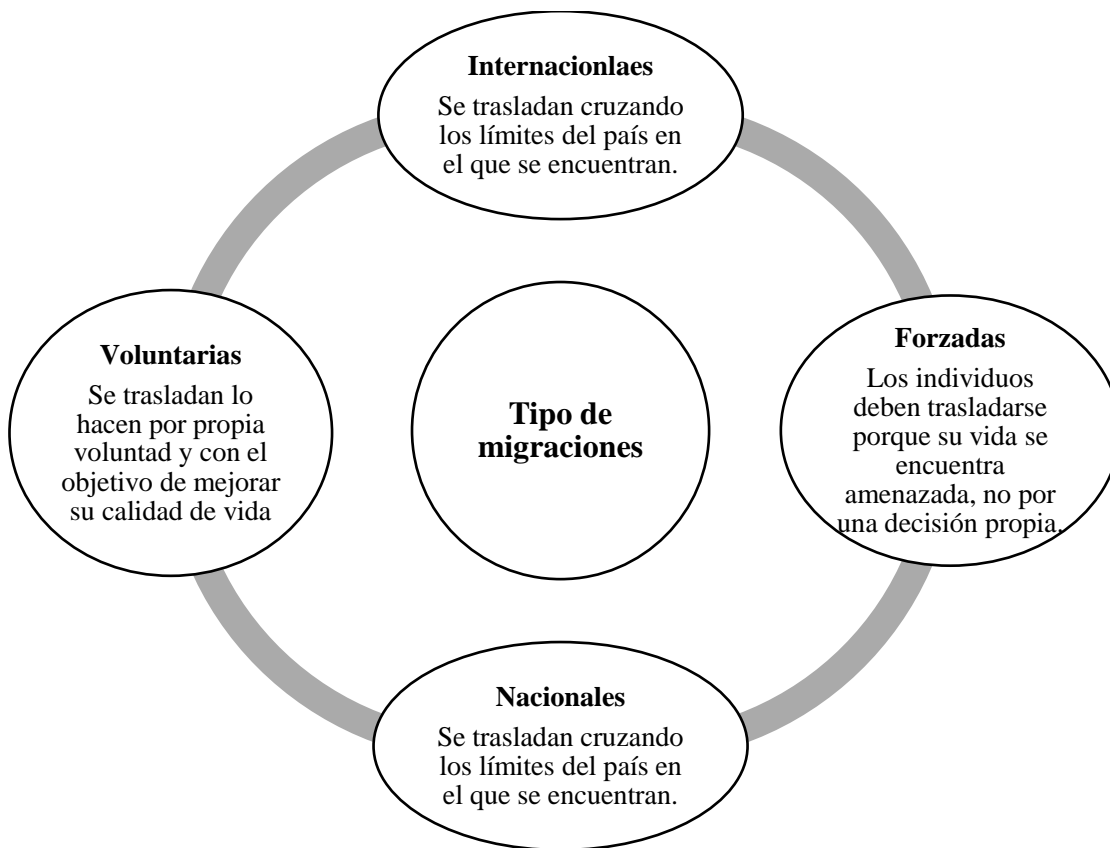 Internacionlaes
Se trasladan cruzando
los límites del país en
el que se encuentran.
Voluntarias
Se trasladan lo
hacen por propia
voluntad y con el
objetivo de mejorar
su calidad de vida
Tipo de
migraciones
Forzadas
Los individuos
deben trasladarse
porque su vida se
encuentra
amenazada, no por
una decisión propia.
Nacionales
Se trasladan cruzando
los límites del país en
el que se encuentran.